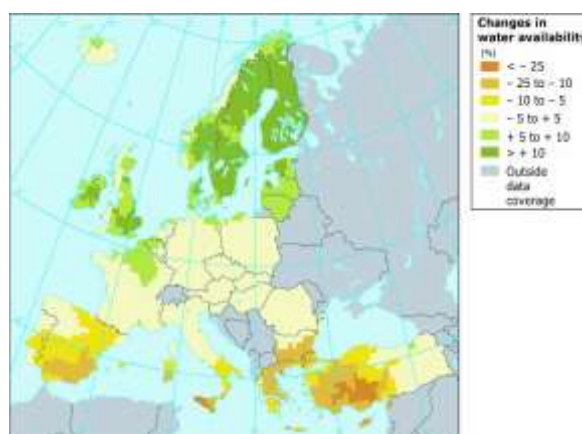 Changes in
water availability
(%)
< – 25
– 25 to – 10
– 10 to – 5
– 5 to + 5
+ 5 to + 10
> + 10
Outside
data
coverage